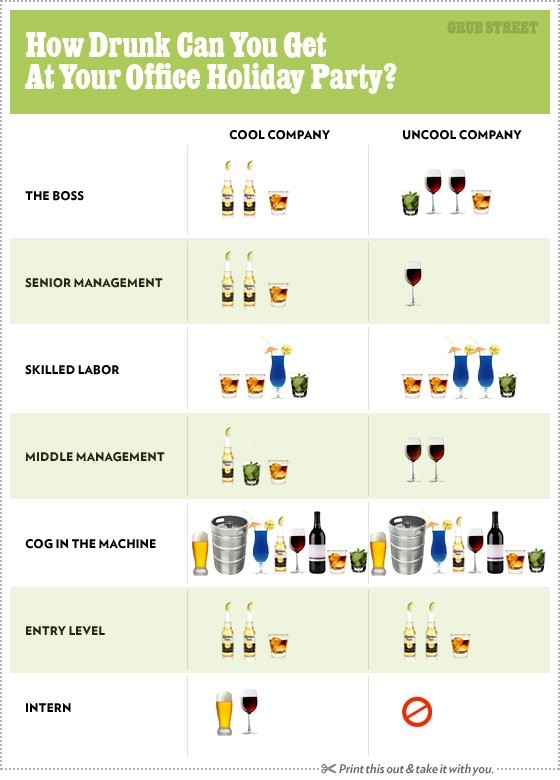 GRUB STREET
How Drunk Can You Get
At Your Office Holiday Party?
COOL COMPANY
UNCOOL COMPANY
THE BOSS
SENIOR MANAGEMENT
SKILLED LABOR
MIDDLE MANAGEMENT
COG IN THE MACHINE
ENTRY LEVEL
INTERN
Print this out & take it with you.